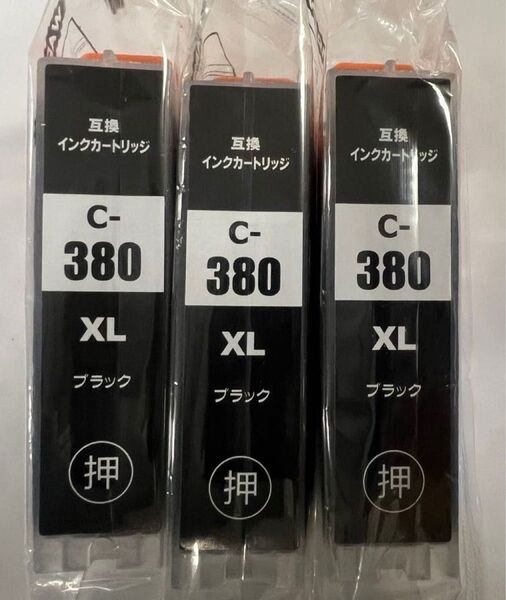 互換
インクカートリッジ
C-
380
XL
ブラック
押
互換
インクカートリッジ
C-
380
XL
ブラック
押
互換
インクカートリッジ
C-
380
XL
ブラック
押